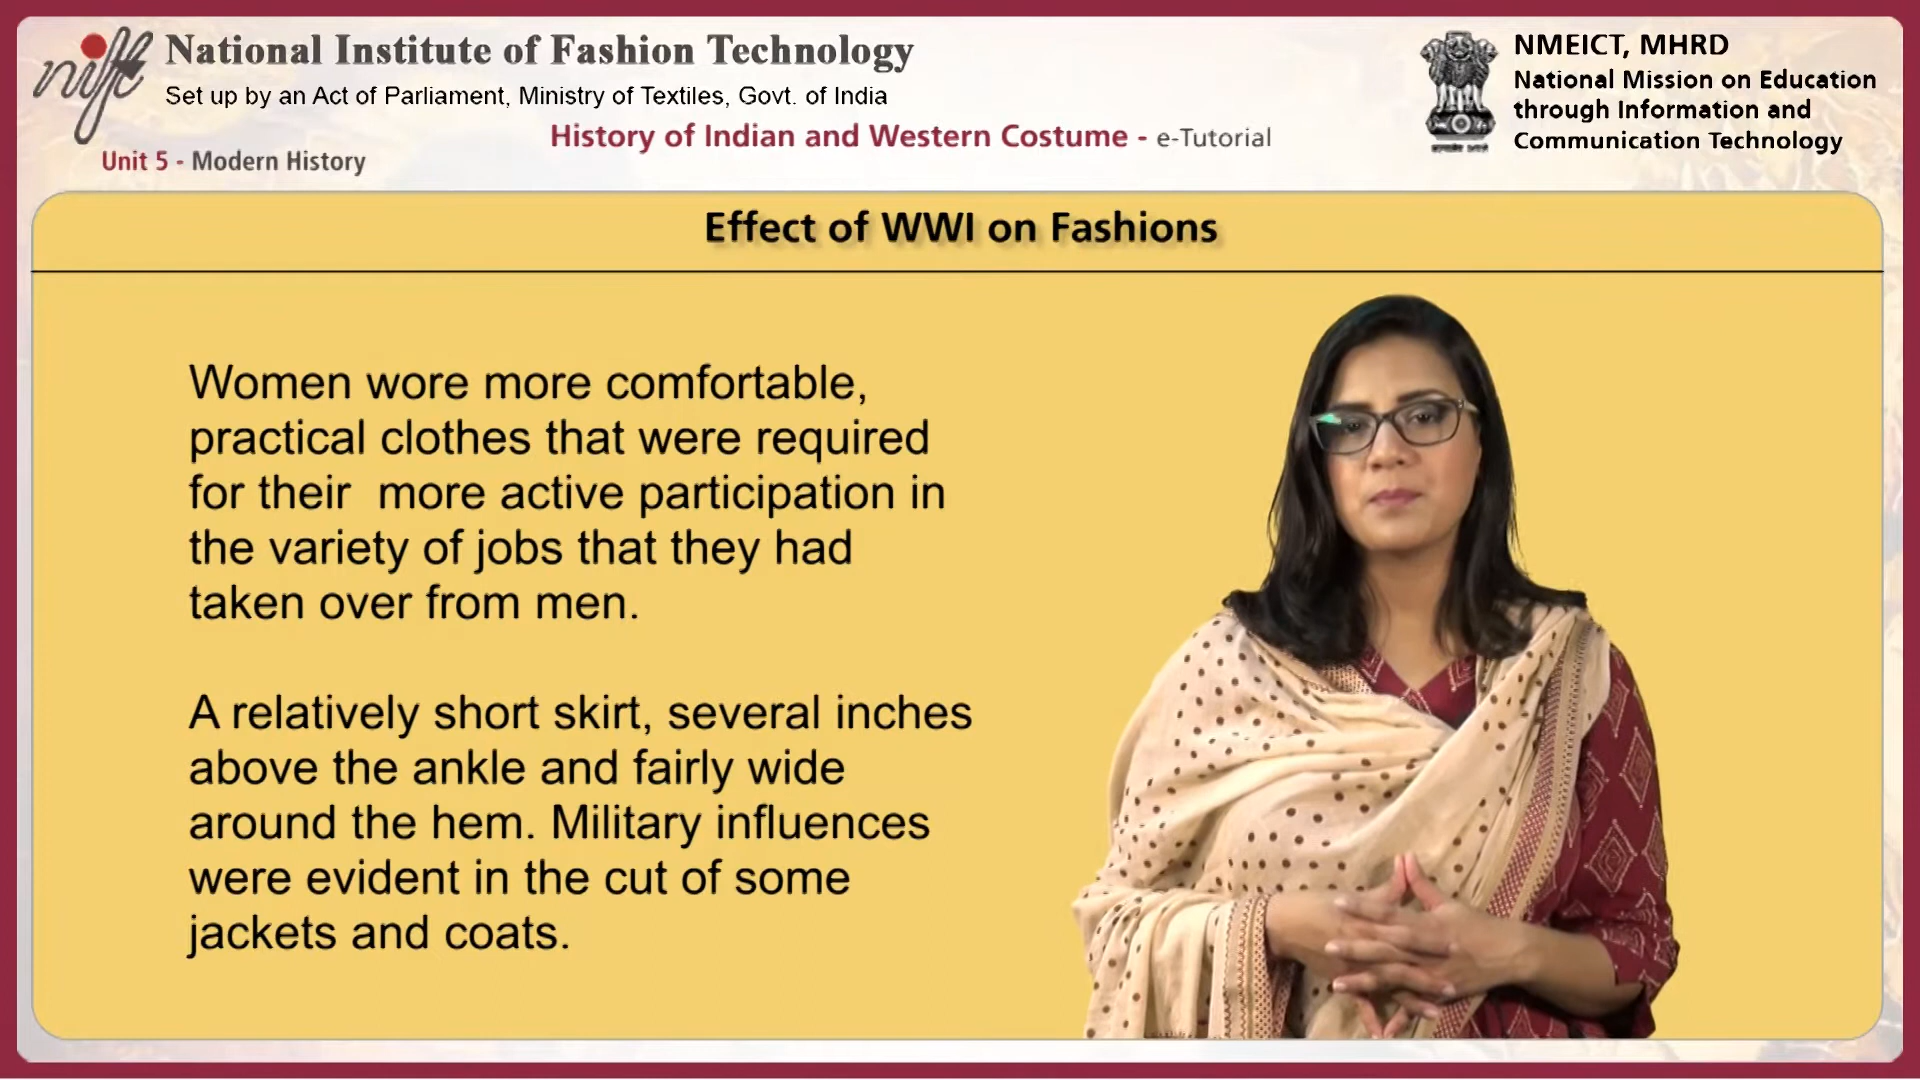 nift
National Institute of Fashion Technology
Set up by an Act of Parliament, Ministry of Textiles, Govt. of India
NMEICT, MHRD
National Mission on Education
through Information and
Communication Technology
History of Indian and Western Costume - e-Tutorial
Unit 5 - Modern History
Effect of WWI on Fashions
Women wore more comfortable,
practical clothes that were required
for their  more active participation in
the variety of jobs that they had
taken over from men.
A relatively short skirt, several inches
above the ankle and fairly wide
around the hem. Military influences
were evident in the cut of some
jackets and coats.